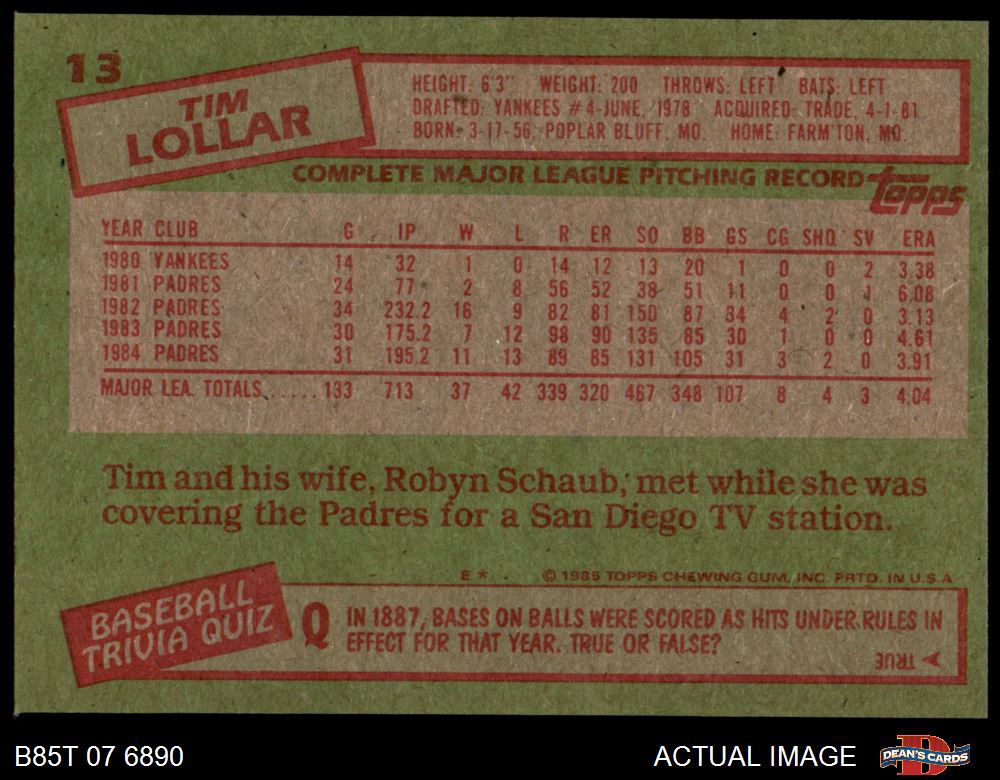 13
TIM
LOLLAR
HEIGHT: 6'3" WEIGHT: 200 THROWS: LEFT BATS: LEFT
DRAFTED: YANKEES #4-JUNE, 1978 ACQUIRED: TRADE, 4-1-81
BORN: 3-17-56, POPLAR BLUFF, MO. HOME: FARM'TON, MO.
COMPLETE MAJOR LEAGUE PITCHING RECORD topps
YEAR CLUB G IP W L R ER SO BB GS CG SHO SV ERA
1980 YANKEES 14 32 1 0 14 12 13 20 1 0 0 2 3.38
1981 PADRES 24 77 2 8 56 52 38 51 11 0 0 1 6.08
1982 PADRES 34 232.2 16 9 82 81 150 87 34 4 2 0 3.13
1983 PADRES 30 175.2 7 12 98 90 135 85 30 1 0 0 4.61
1984 PADRES 31 195.2 11 13 89 85 131 105 31 3 2 0 3.91
MAJOR LEA. TOTALS......133 713 37 42 339 320 467 348 107 8 4 3 4.04
Tim and his wife, Robyn Schaub, met while she was
covering the Padres for a San Diego TV station.
E * © 1985 TOPPS CHEWING GUM, INC. PRTD. IN U.S.A
BASEBALL
TRIVIA QUIZ
Q IN 1887, BASES ON BALLS WERE SCORED AS HITS UNDER RULES IN
EFFECT FOR THAT YEAR. TRUE OR FALSE?
TRUE
B85T 07 6890 ACTUAL IMAGE DEAN'S CARDS